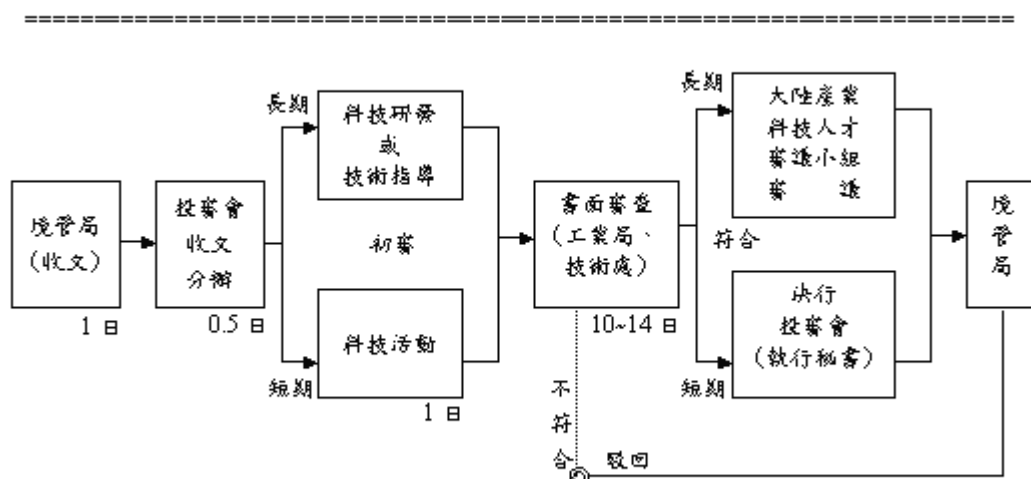 境管局
(收文)
1 日
投審會
收文
分辦
0.5 日
長期
科技研發
或
技術指導
初審
科技活動
短期
1 日
書面審查
(工業局、
技術處)
10~14 日
符合
長期
大陸產業
科技人才
審議小組
審 議
決行
投審會
(執行秘書)
短期
境
管
局
不
符
合
駁回